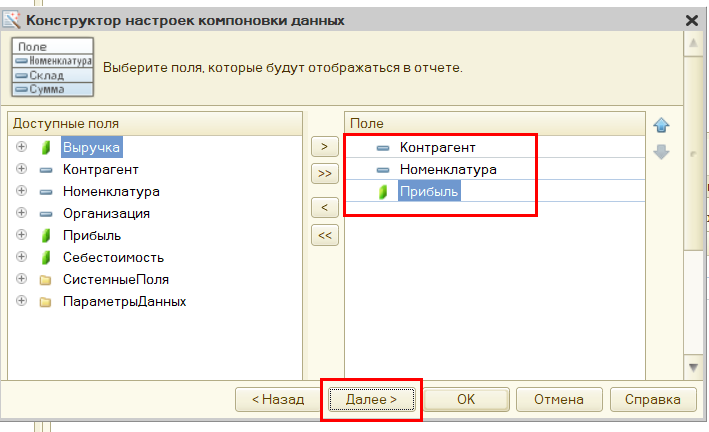 Конструктор настроек компоновки данных
Поле
Номенклатура
Склад
Сумма
Выберите поля, которые будут отображаться в отчете.
Доступные поля
Выручка
Контрагент
Номенклатура
Организация
Прибыль
Себестоимость
СистемныеПоля
ПараметрыДанных
>
>>
<
<<
Поле
Контрагент
Номенклатура
Прибыль
< Назад
Далее >
OK
Отмена
Справка